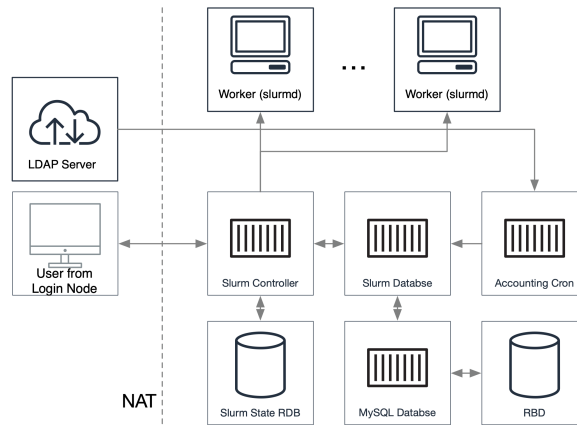 Worker (slurmd)
...
Worker (slurmd)
LDAP Server
User from
Login Node
Slurm Controller
Slurm Databse
Accounting Cron
NAT
Slurm State RDB
MySQL Databse
RBD